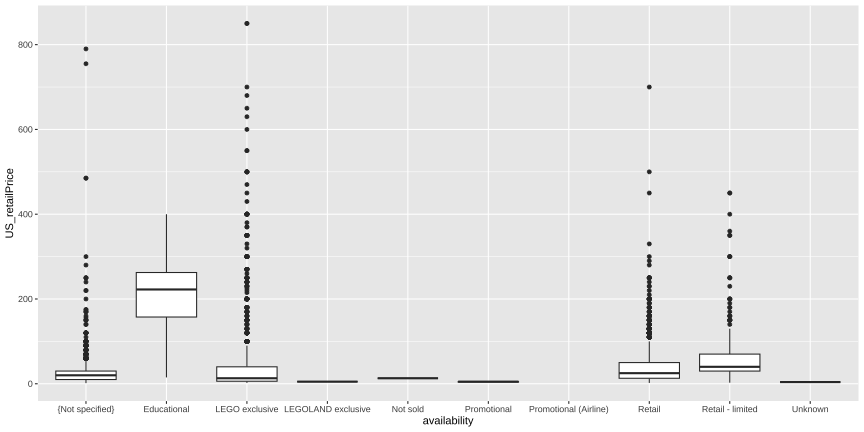 US_retailPrice
800
600
400
200
0
{Not specified} Educational LEGO exclusive LEGOLAND exclusive Not sold Promotional Promotional (Airline) Retail Retail - limited Unknown
availability